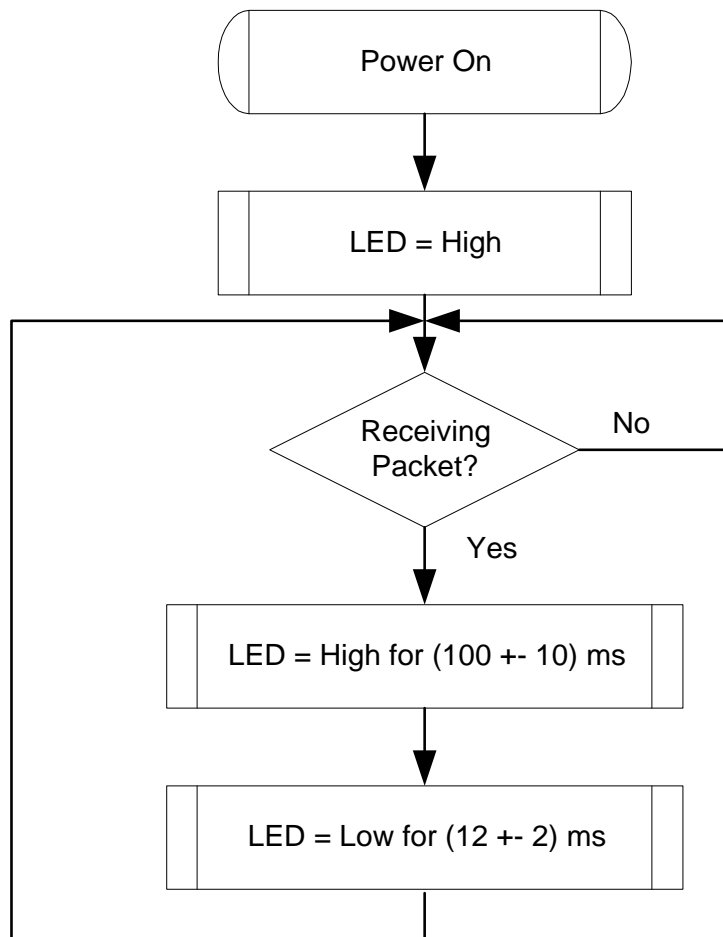 Power On
LED = High
Receiving
Packet?
No
Yes
LED = High for (100 +- 10) ms
LED = Low for (12 +- 2) ms